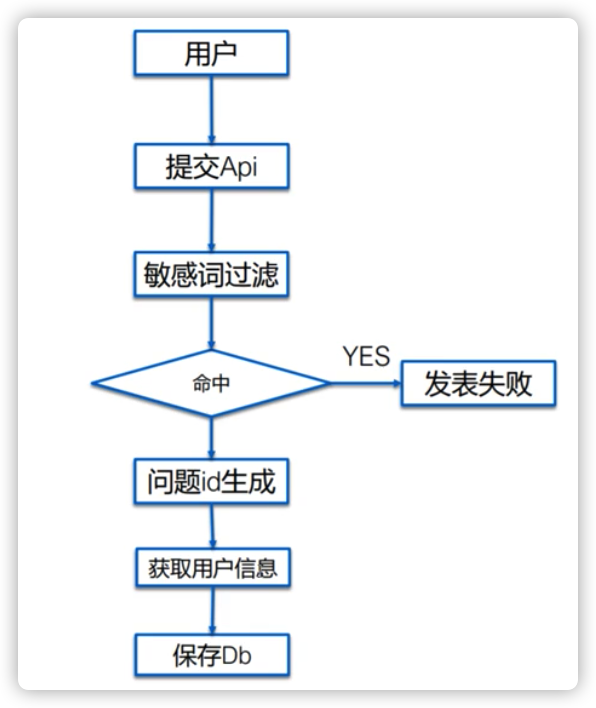 用户
提交Api
敏感词过滤
命中
YES
发表失败
问题id生成
获取用户信息
保存Db